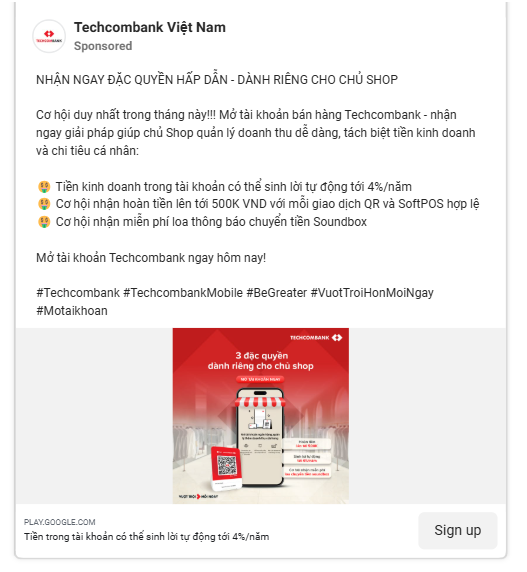 TECHCOMBANK
Techcombank Việt Nam
Sponsored
NHẬN NGAY ĐẶC QUYỀN HẤP DẪN - DÀNH RIÊNG CHO CHỦ SHOP
Cơ hội duy nhất trong tháng này!!! Mở tài khoản bán hàng Techcombank - nhận
ngay giải pháp giúp chủ Shop quản lý doanh thu dễ dàng, tách biệt tiền kinh doanh
và chi tiêu cá nhân:
🤑 Tiền kinh doanh trong tài khoản có thể sinh lời tự động tới 4%/năm
🤑 Cơ hội nhận hoàn tiền lên tới 500K VND với mỗi giao dịch QR và SoftPOS hợp lệ
🤑 Cơ hội nhận miễn phí loa thông báo chuyển tiền Soundbox
Mở tài khoản Techcombank ngay hôm nay!
#Techcombank #TechcombankMobile #BeGreater #VuotTroiHonMoiNgay
#Motaikhoan
TECHCOMBANK
3 đặc quyền
dành riêng cho chủ shop
VƯỢT TRỘI MỖI NGÀY
PLAY.GOOGLE.COM
Tiền trong tài khoản có thể sinh lời tự động tới 4%/năm
Sign up